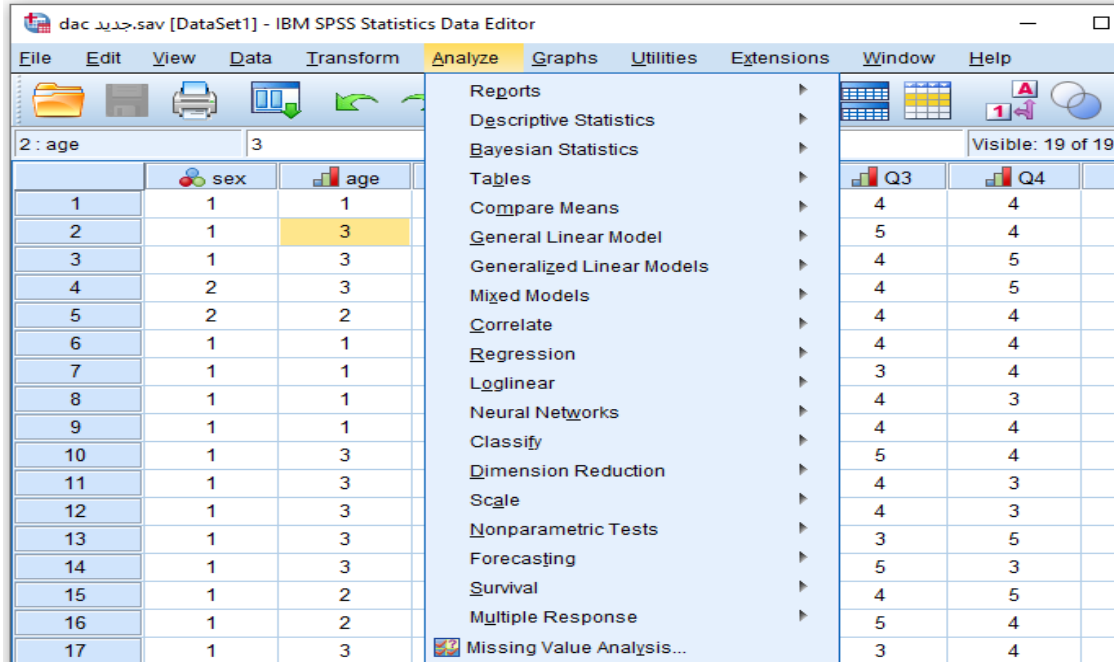 dac جديد.sav [DataSet1] - IBM SPSS Statistics Data Editor
File Edit View Data Transform Analyze Graphs Utilities Extensions Window Help
A
1
2 : age 3 Visible: 19 of 19
sex age Q3 Q4
1 1 1 4 4
2 1 3 5 4
3 1 3 4 5
4 2 3 4 5
5 2 2 4 4
6 1 1 4 4
7 1 1 3 4
8 1 1 4 3
9 1 1 4 4
10 1 3 5 4
11 1 3 4 3
12 1 3 4 3
13 1 3 3 5
14 1 3 5 3
15 1 2 4 5
16 1 2 5 4
17 1 3 3 4
Reports
Descriptive Statistics
Bayesian Statistics
Tables
Compare Means
General Linear Model
Generalized Linear Models
Mixed Models
Correlate
Regression
Loglinear
Neural Networks
Classify
Dimension Reduction
Scale
Nonparametric Tests
Forecasting
Survival
Multiple Response
Missing Value Analysis...